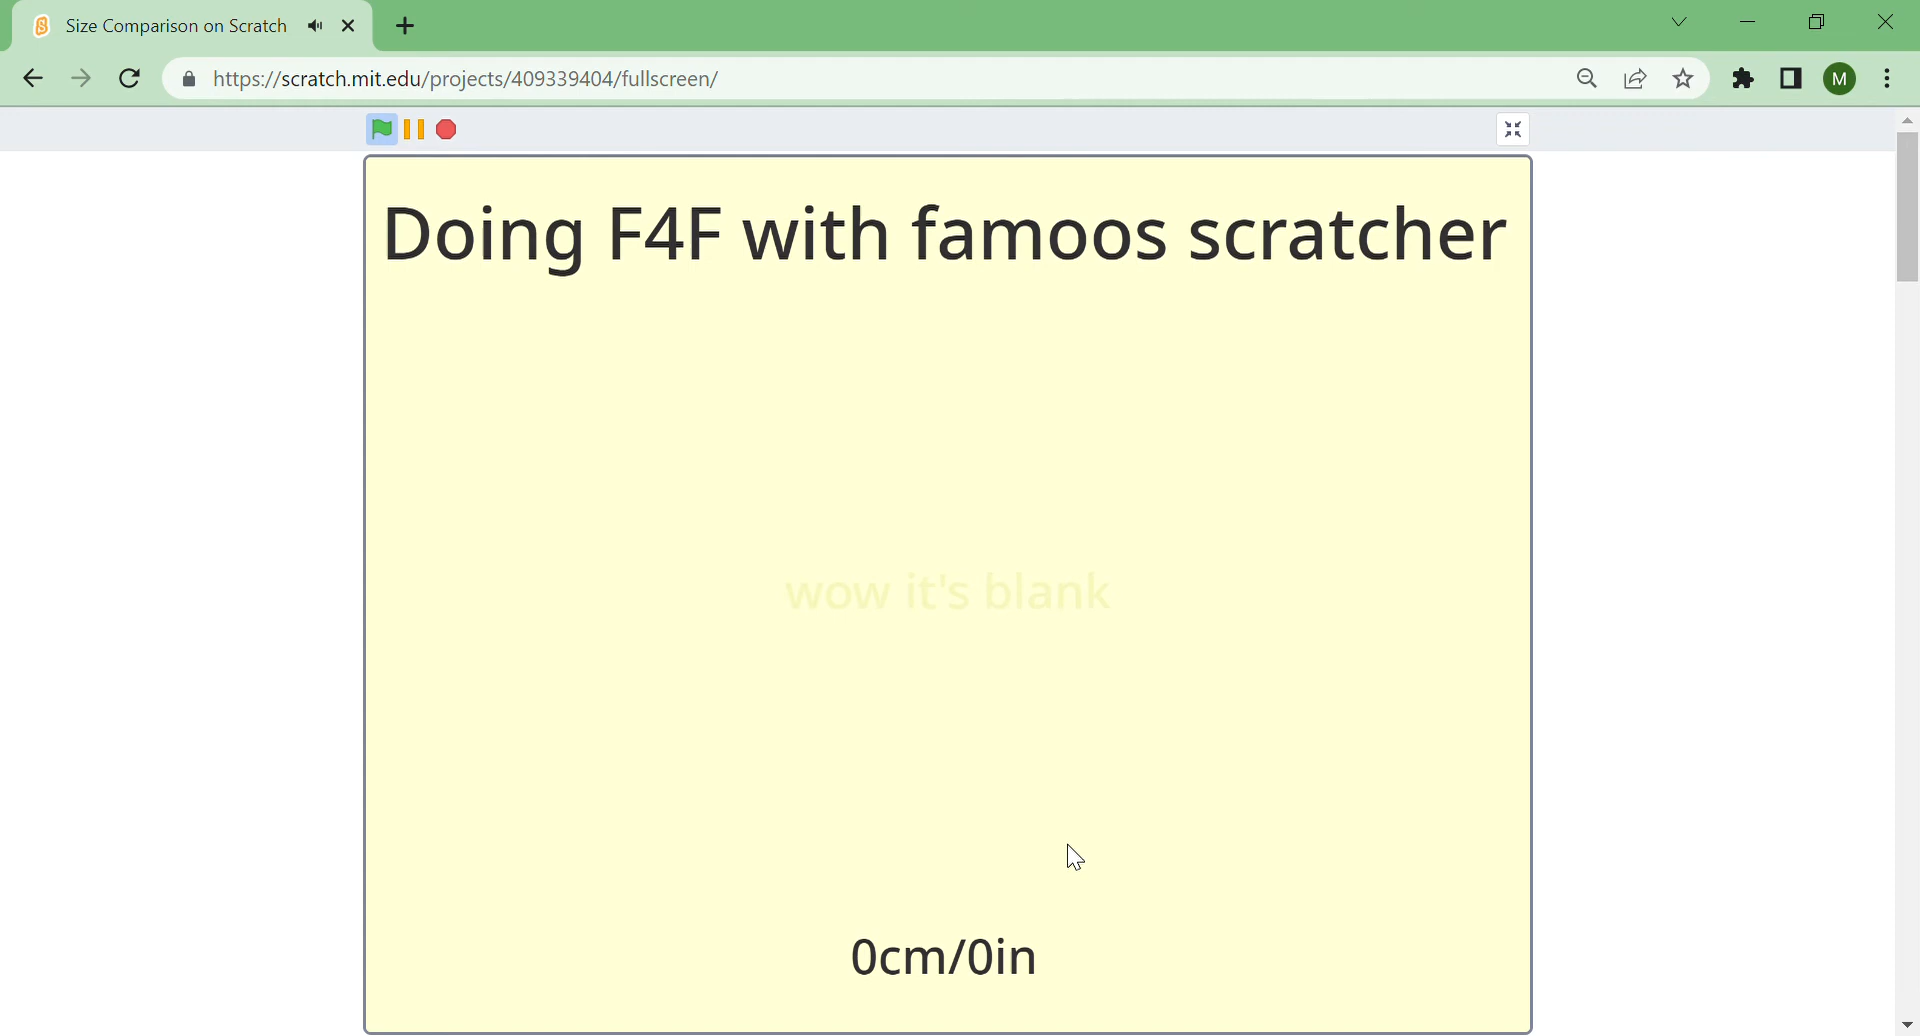 Size Comparison on Scratch
https://scratch.mit.edu/projects/409339404/fullscreen/
M
Doing F4F with famoos scratcher
wow it's blank
0cm/0in